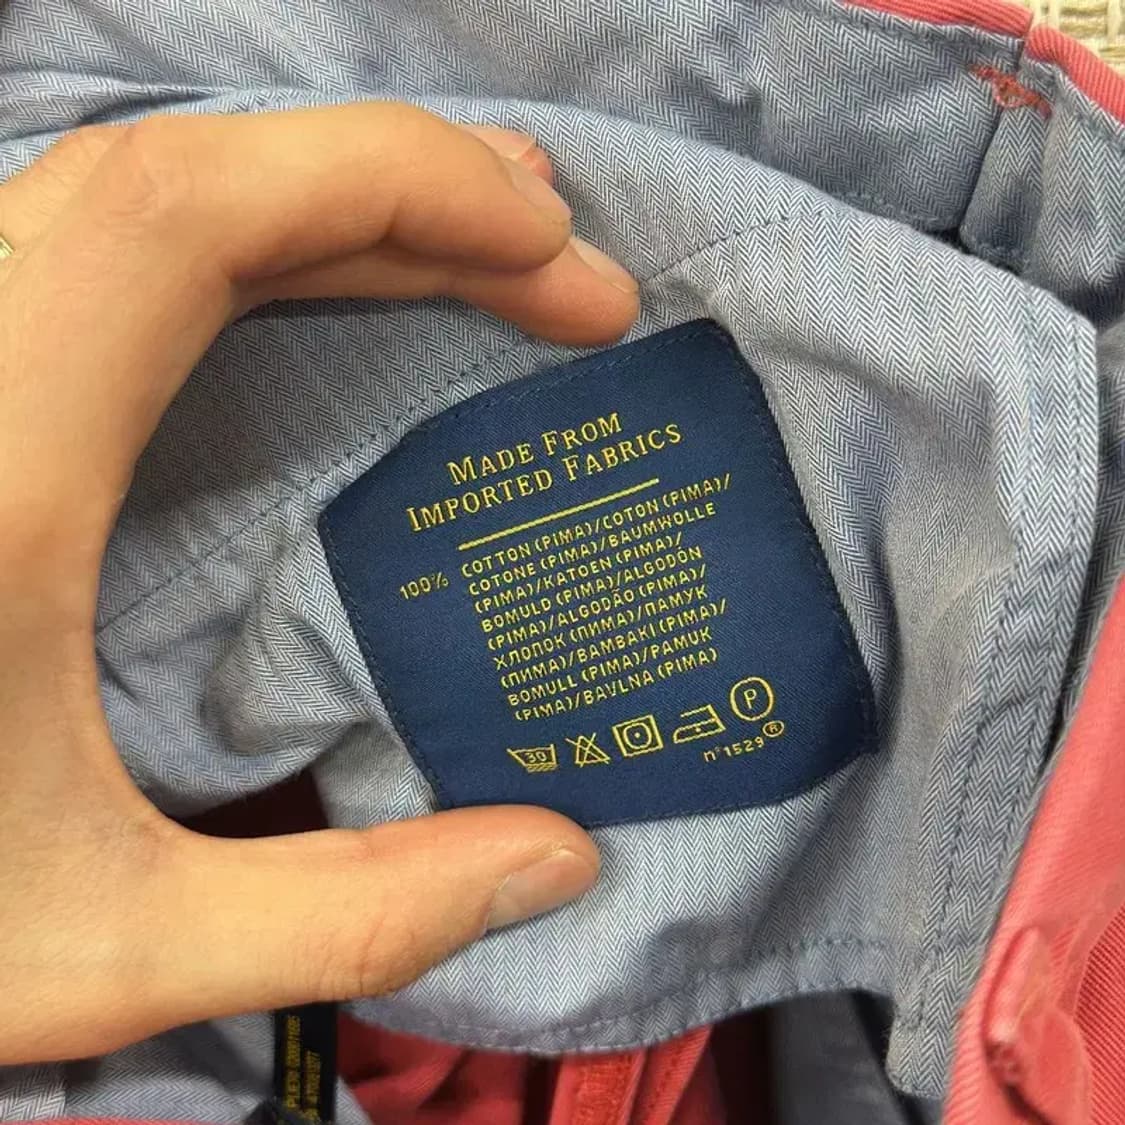 MADE FROM
IMPORTED FABRICS
100% COTTON (PIMA)/COTON (PIMA)/
COTONE (PIMA)/BAUMWOLLE
(PIMA)/KATOEN (PIMA)/
BOMULD (PIMA)/ALGODÓN
(PIMA)/ALGODÃO (PIMA)/
ХЛОПОК (ПИМА)/ПАМУК
(ПИМА)/BAMBAKI (PIMA)/
BOMULL (PIMA)/PAMUK
(PIMA)/BAVLNA (PIMA)
30
P
n°1529®